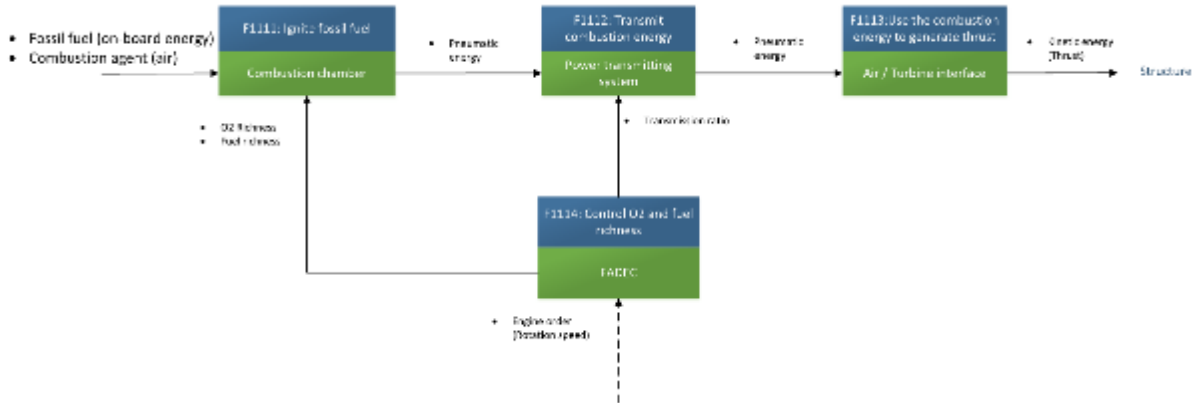 Fossil fuel (on-board energy)
Combustion agent (air)
F1111: Ignite fossil fuel
Combustion chamber
Pneumatic
energy
F1112: Transmit
combustion energy
Power transmitting
system
Pneumatic
energy
F1113:Use the combustion
energy to generate thrust
Air / Turbine interface
Kinetic energy
(Thrust)
Structure
O2 Richness
Fuel richness
Transmission ratio
F1114: Control O2 and fuel
richness
FADEC
Engine order
(Rotation speed)